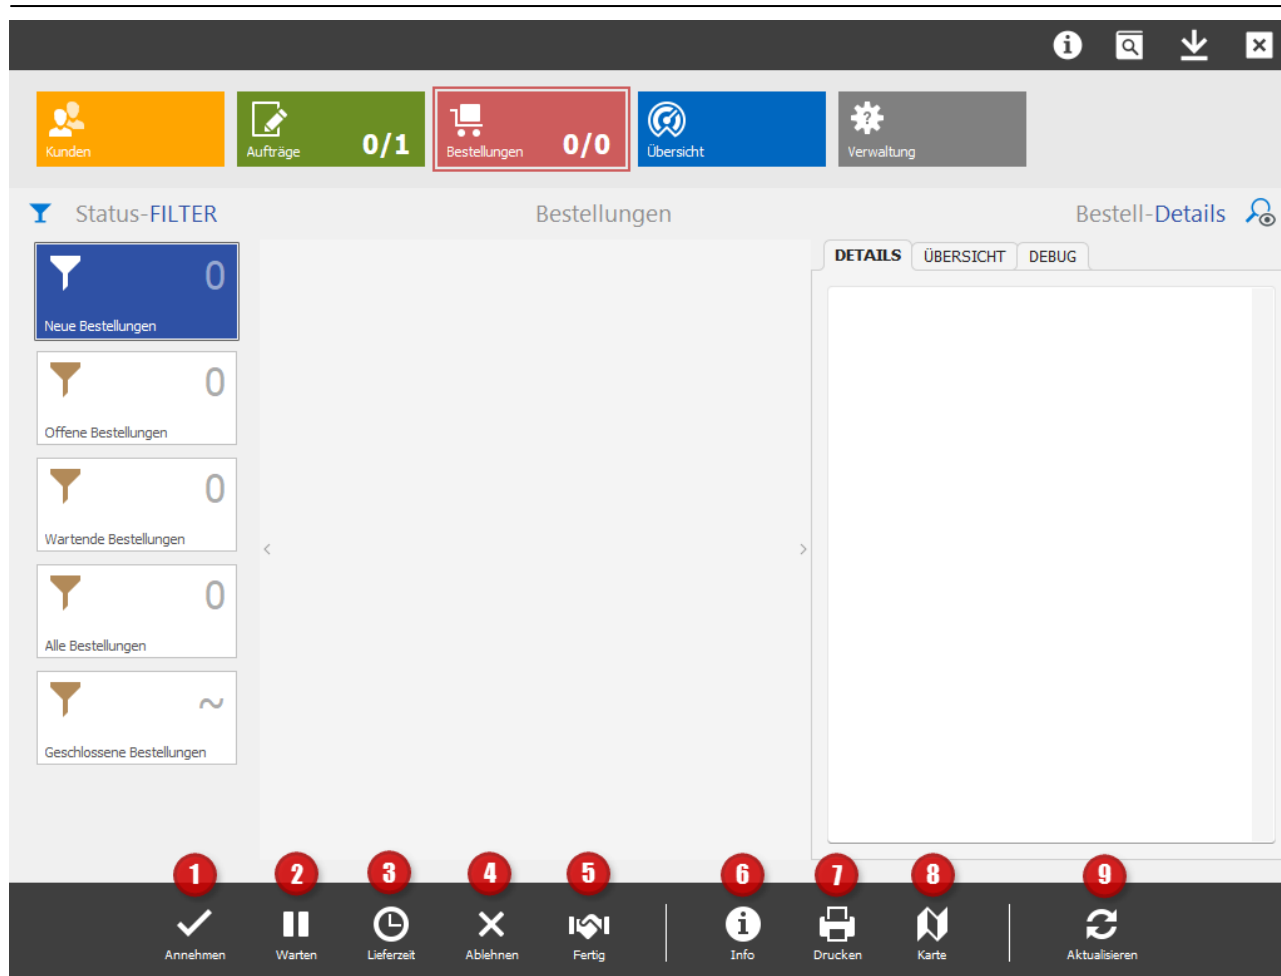 Kunden
Aufträge 0/1
Bestellungen 0/0
Übersicht
Verwaltung
Status-FILTER
Bestellungen
Bestell-Details
0
Neue Bestellungen
0
Offene Bestellungen
0
Wartende Bestellungen
0
Alle Bestellungen
~
Geschlossene Bestellungen
DETAILS ÜBERSICHT DEBUG
1 2 3 4 5 6 7 8 9
Annehmen Warten Lieferzeit Ablehnen Fertig Info Drucken Karte Aktualisieren